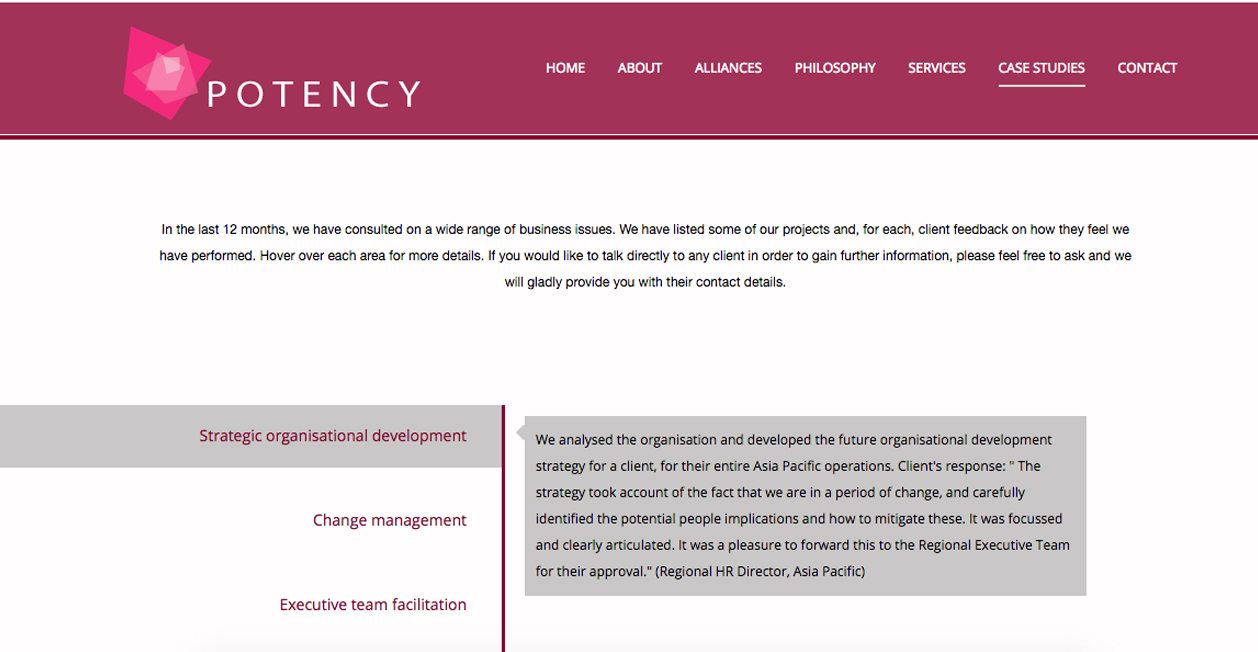 POTENCY
HOME ABOUT ALLIANCES PHILOSOPHY SERVICES CASE STUDIES CONTACT
In the last 12 months, we have consulted on a wide range of business issues. We have listed some of our projects and, for each, client feedback on how they feel we
have performed. Hover over each area for more details. If you would like to talk directly to any client in order to gain further information, please feel free to ask and we
will gladly provide you with their contact details.
Strategic organisational development
Change management
Executive team facilitation
We analysed the organisation and developed the future organisational development
strategy for a client, for their entire Asia Pacific operations. Client's response: " The
strategy took account of the fact that we are in a period of change, and carefully
identified the potential people implications and how to mitigate these. It was focussed
and clearly articulated. It was a pleasure to forward this to the Regional Executive Team
for their approval." (Regional HR Director, Asia Pacific)